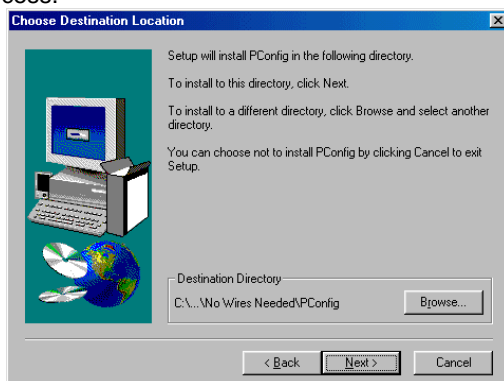 Choose Destination Location
Setup will install PConfig in the following directory.
To install to this directory, click Next.
To install to a different directory, click Browse and select another
directory.
You can choose not to install PConfig by clicking Cancel to exit
Setup.
Destination Directory
C:\...\No Wires Needed\PConfig
Browse...
< Back
Next >
Cancel